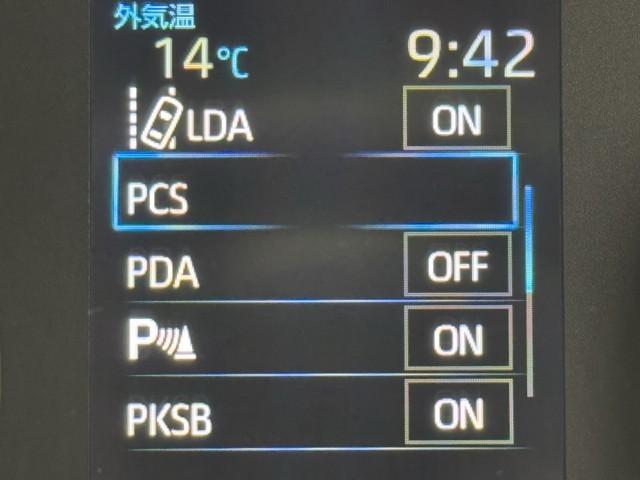 外気温
14℃ 9:42
LDA ON
PCS
PDA OFF
P ON
PKSB ON